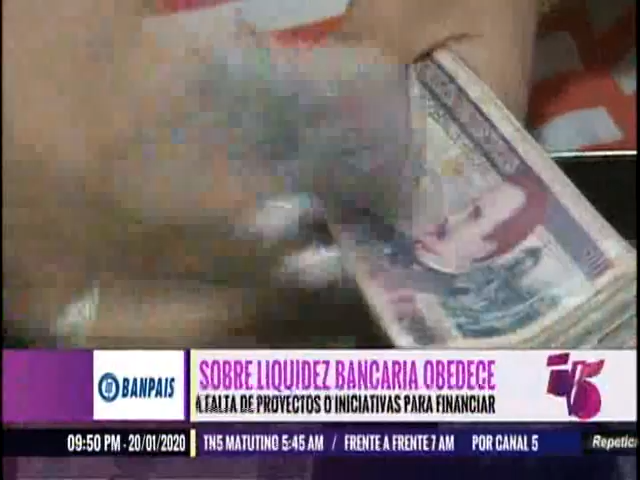 SOBRE LIQUIDEZ BANCARIA OBEDECE
A FALTA DE PROYECTOS O INICIATIVAS PARA FINANCIAR
BANPAIS
09:50 PM - 20/01/2020
TN5 MATUTINO 5:45 AM / FRENTE A FRENTE 7 AM POR CANAL 5
Repetic